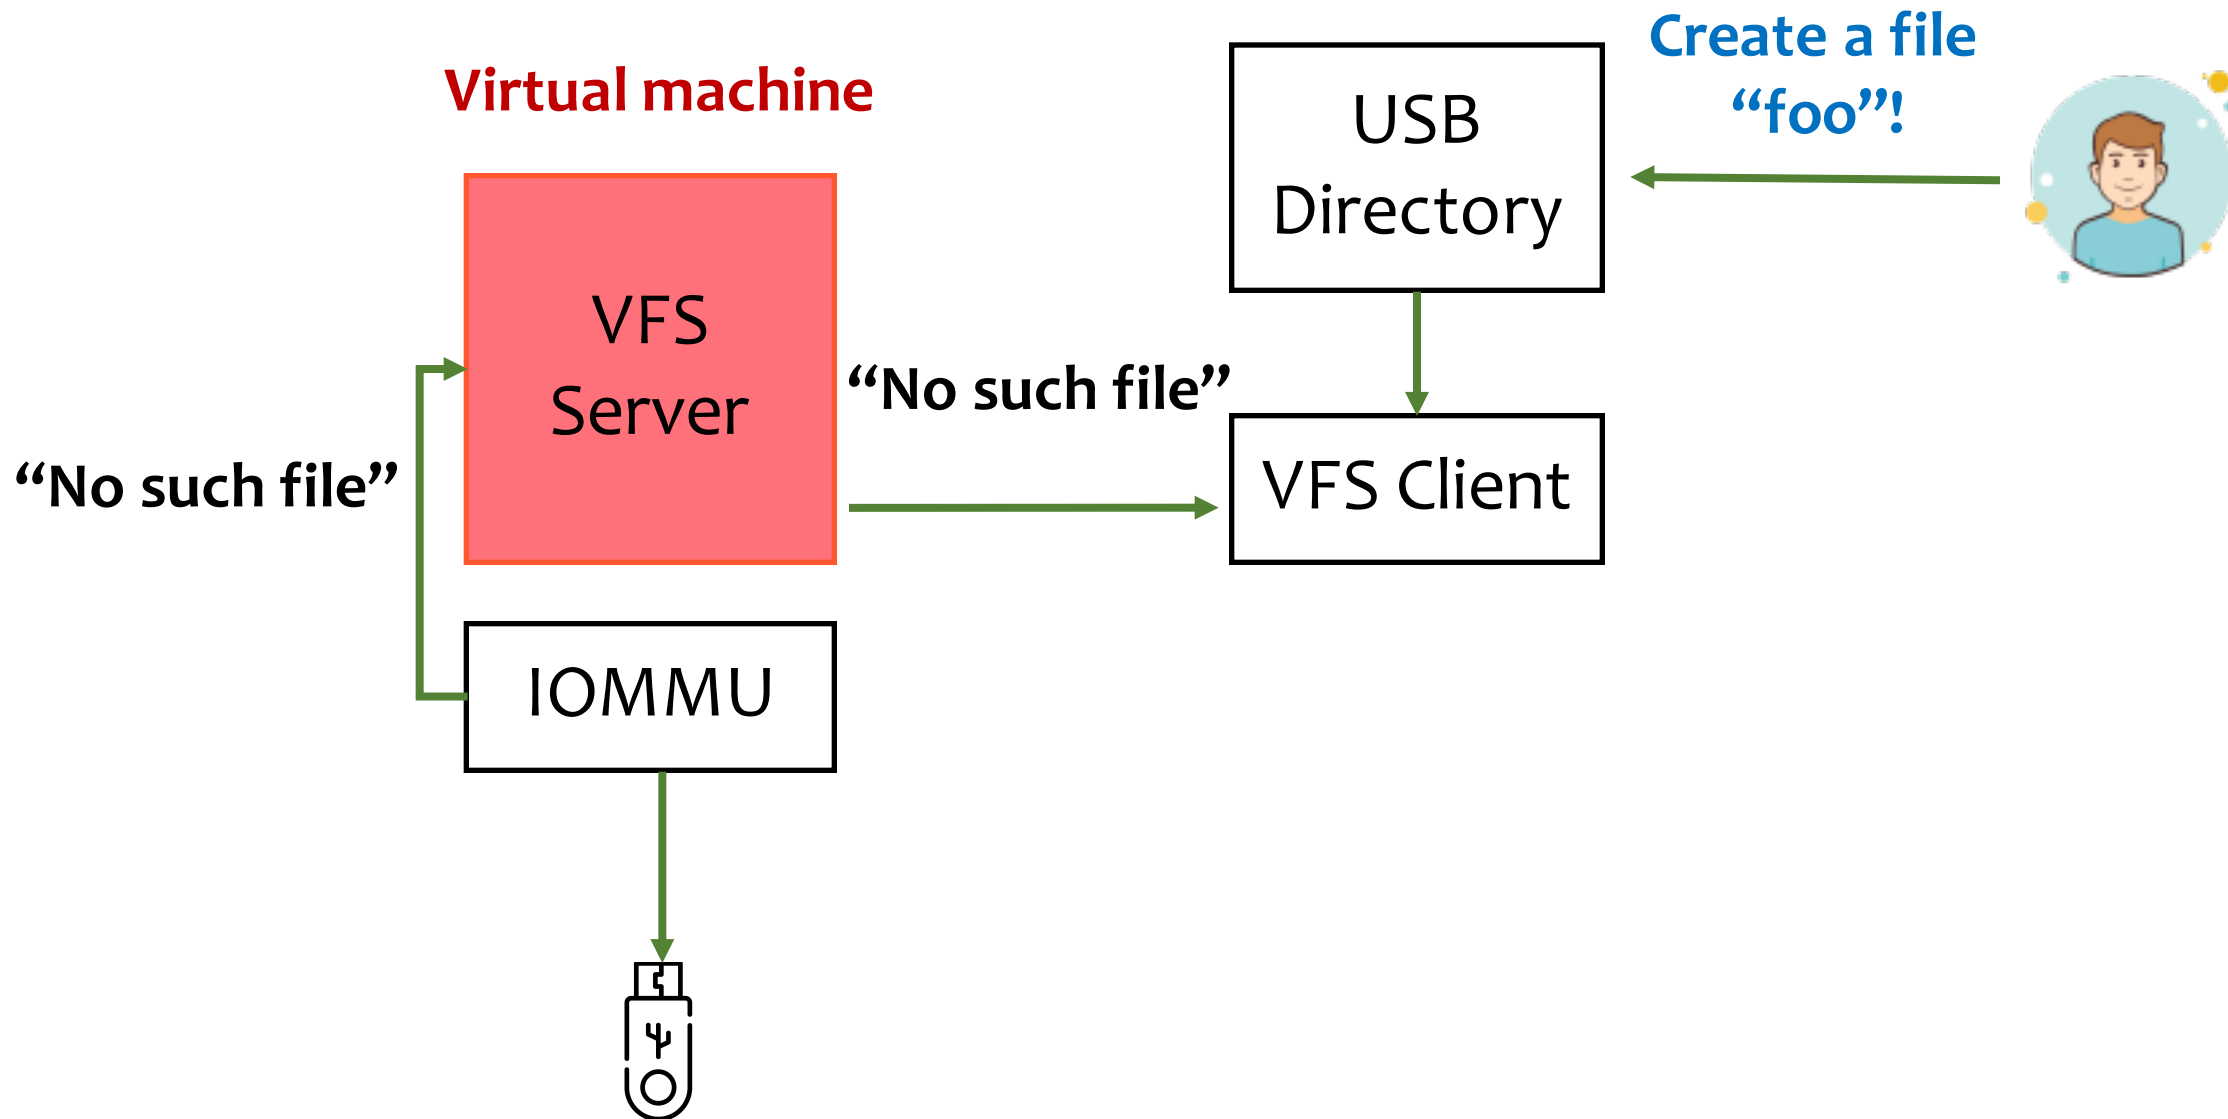 Virtual machine
VFS
Server
“No such file”
IOMMU
“No such file”
USB
Directory
VFS Client
Create a file
“foo”!